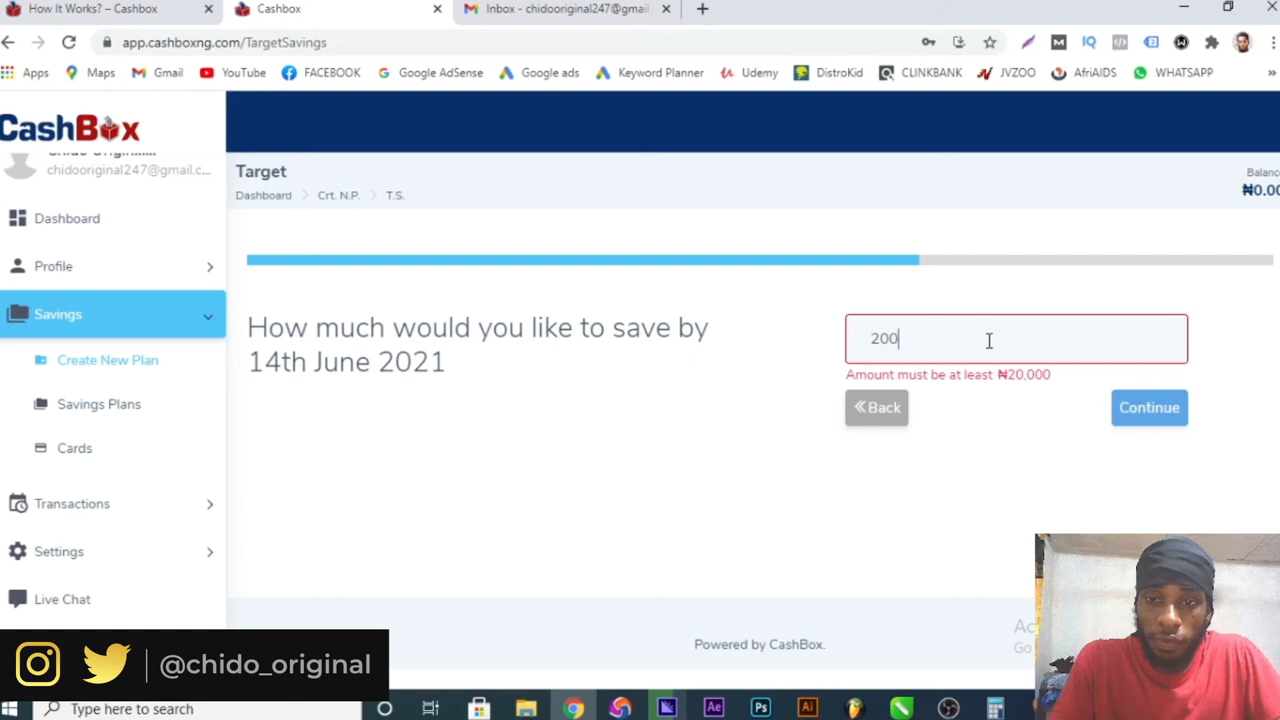 How It Works? – Cashbox
Cashbox
Inbox - chidooriginal247@gmail
app.cashboxng.com/TargetSavings
Apps
Maps
Gmail
YouTube
FACEBOOK
Google AdSense
Google ads
Keyword Planner
Udemy
DistroKid
CLINKBANK
JVZOO
AfriAIDS
WHATSAPP
CashBox
chidooriginal247@gmail.c...
Dashboard
Profile
Savings
Create New Plan
Savings Plans
Cards
Transactions
Settings
Live Chat
Target
Dashboard > Crt. N.P. > T.S.
Balance
₦0.00
How much would you like to save by
14th June 2021
200
Amount must be at least ₦20,000
Back
Continue
Powered by CashBox.
Go
@chido_original
Type here to search